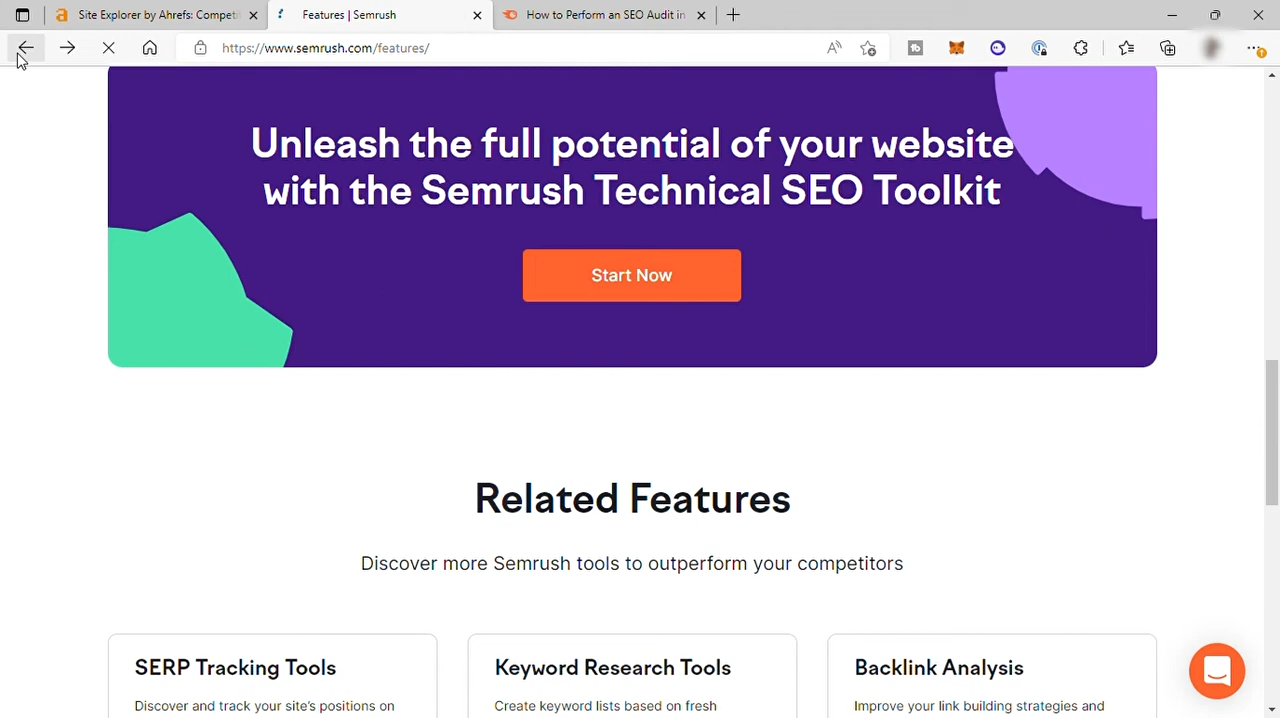 Site Explorer by Ahrefs: Competi
Features | Semrush
How to Perform an SEO Audit in
https://www.semrush.com/features/
Unleash the full potential of your website
with the Semrush Technical SEO Toolkit
Start Now
Related Features
Discover more Semrush tools to outperform your competitors
SERP Tracking Tools
Discover and track your site's positions on
Keyword Research Tools
Create keyword lists based on fresh
Backlink Analysis
Improve your link building strategies and